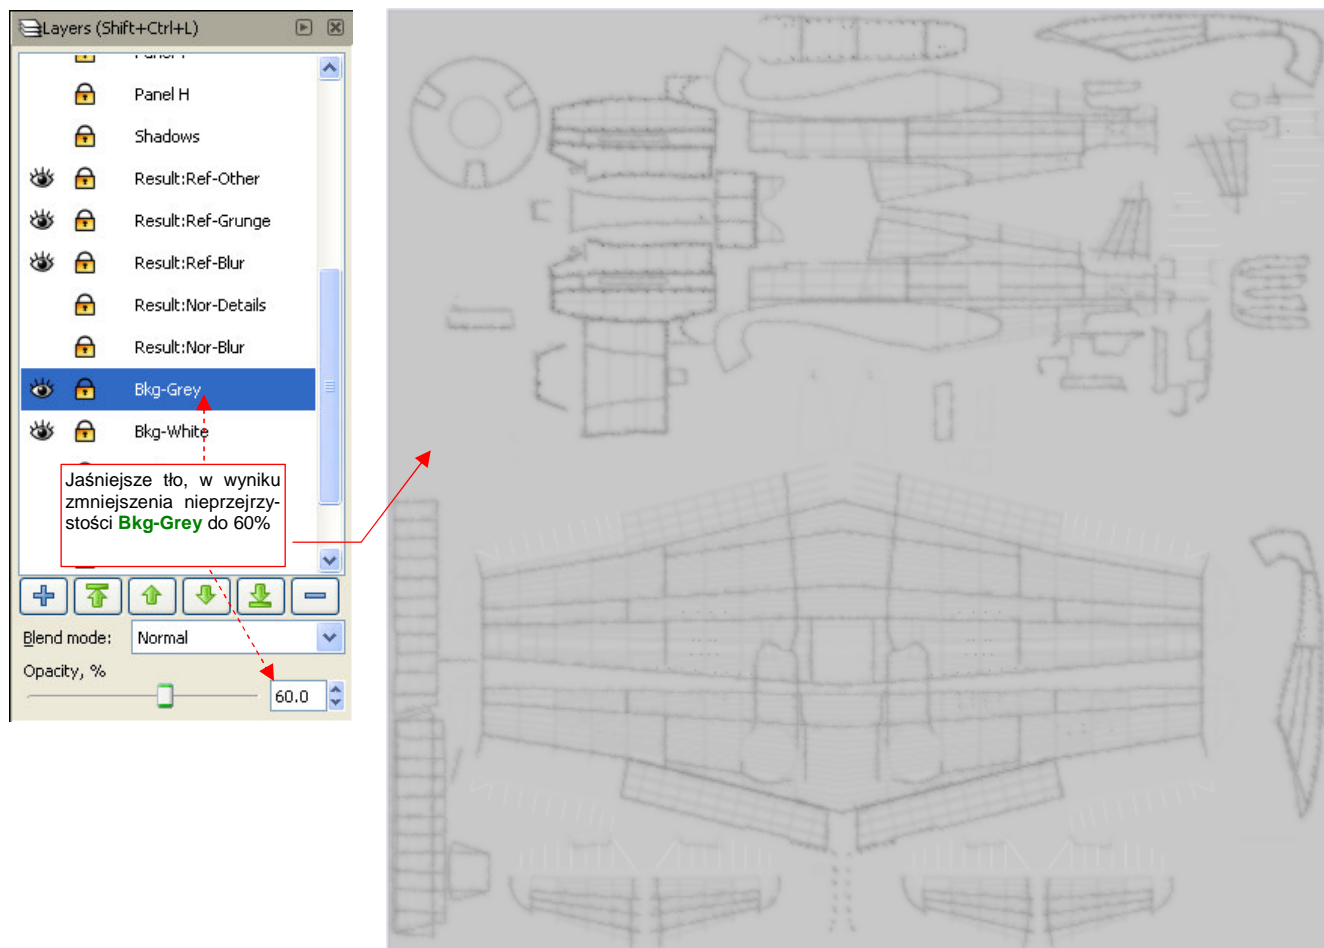 Layers (Shift+Ctrl+L)
Panel H
Shadows
Result:Ref-Other
Result:Ref-Grunge
Result:Ref-Blur
Result:Nor-Details
Result:Nor-Blur
Bkg-Grey
Bkg-White
Jaśniejsze tło, w wyniku
zmniejszenia nieprzejrzy-
stości Bkg-Grey do 60%
Blend mode: Normal
Opacity, %
60.0